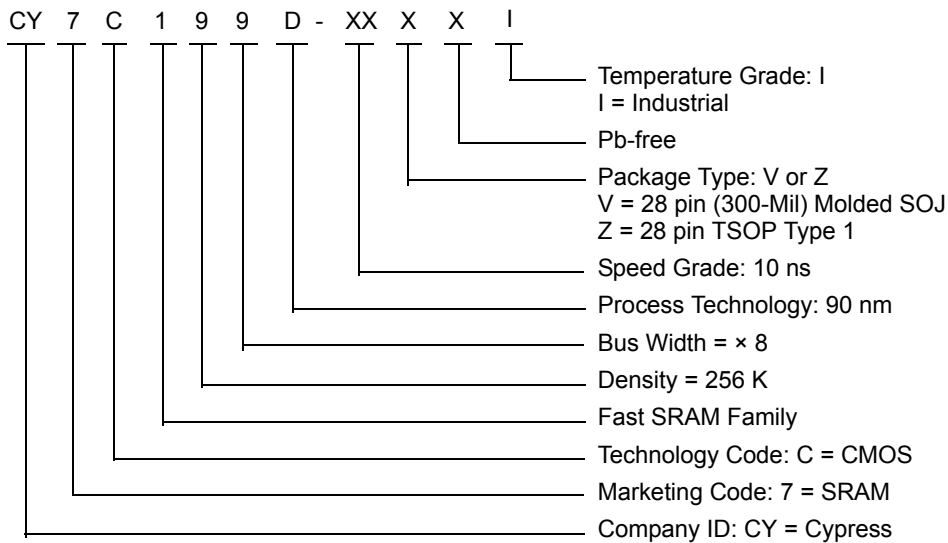 CY 7 C 1 9 9 D - XX X X I
Temperature Grade: I
I = Industrial
Pb-free
Package Type: V or Z
V = 28 pin (300-Mil) Molded SOJ
Z = 28 pin TSOP Type 1
Speed Grade: 10 ns
Process Technology: 90 nm
Bus Width = × 8
Density = 256 K
Fast SRAM Family
Technology Code: C = CMOS
Marketing Code: 7 = SRAM
Company ID: CY = Cypress